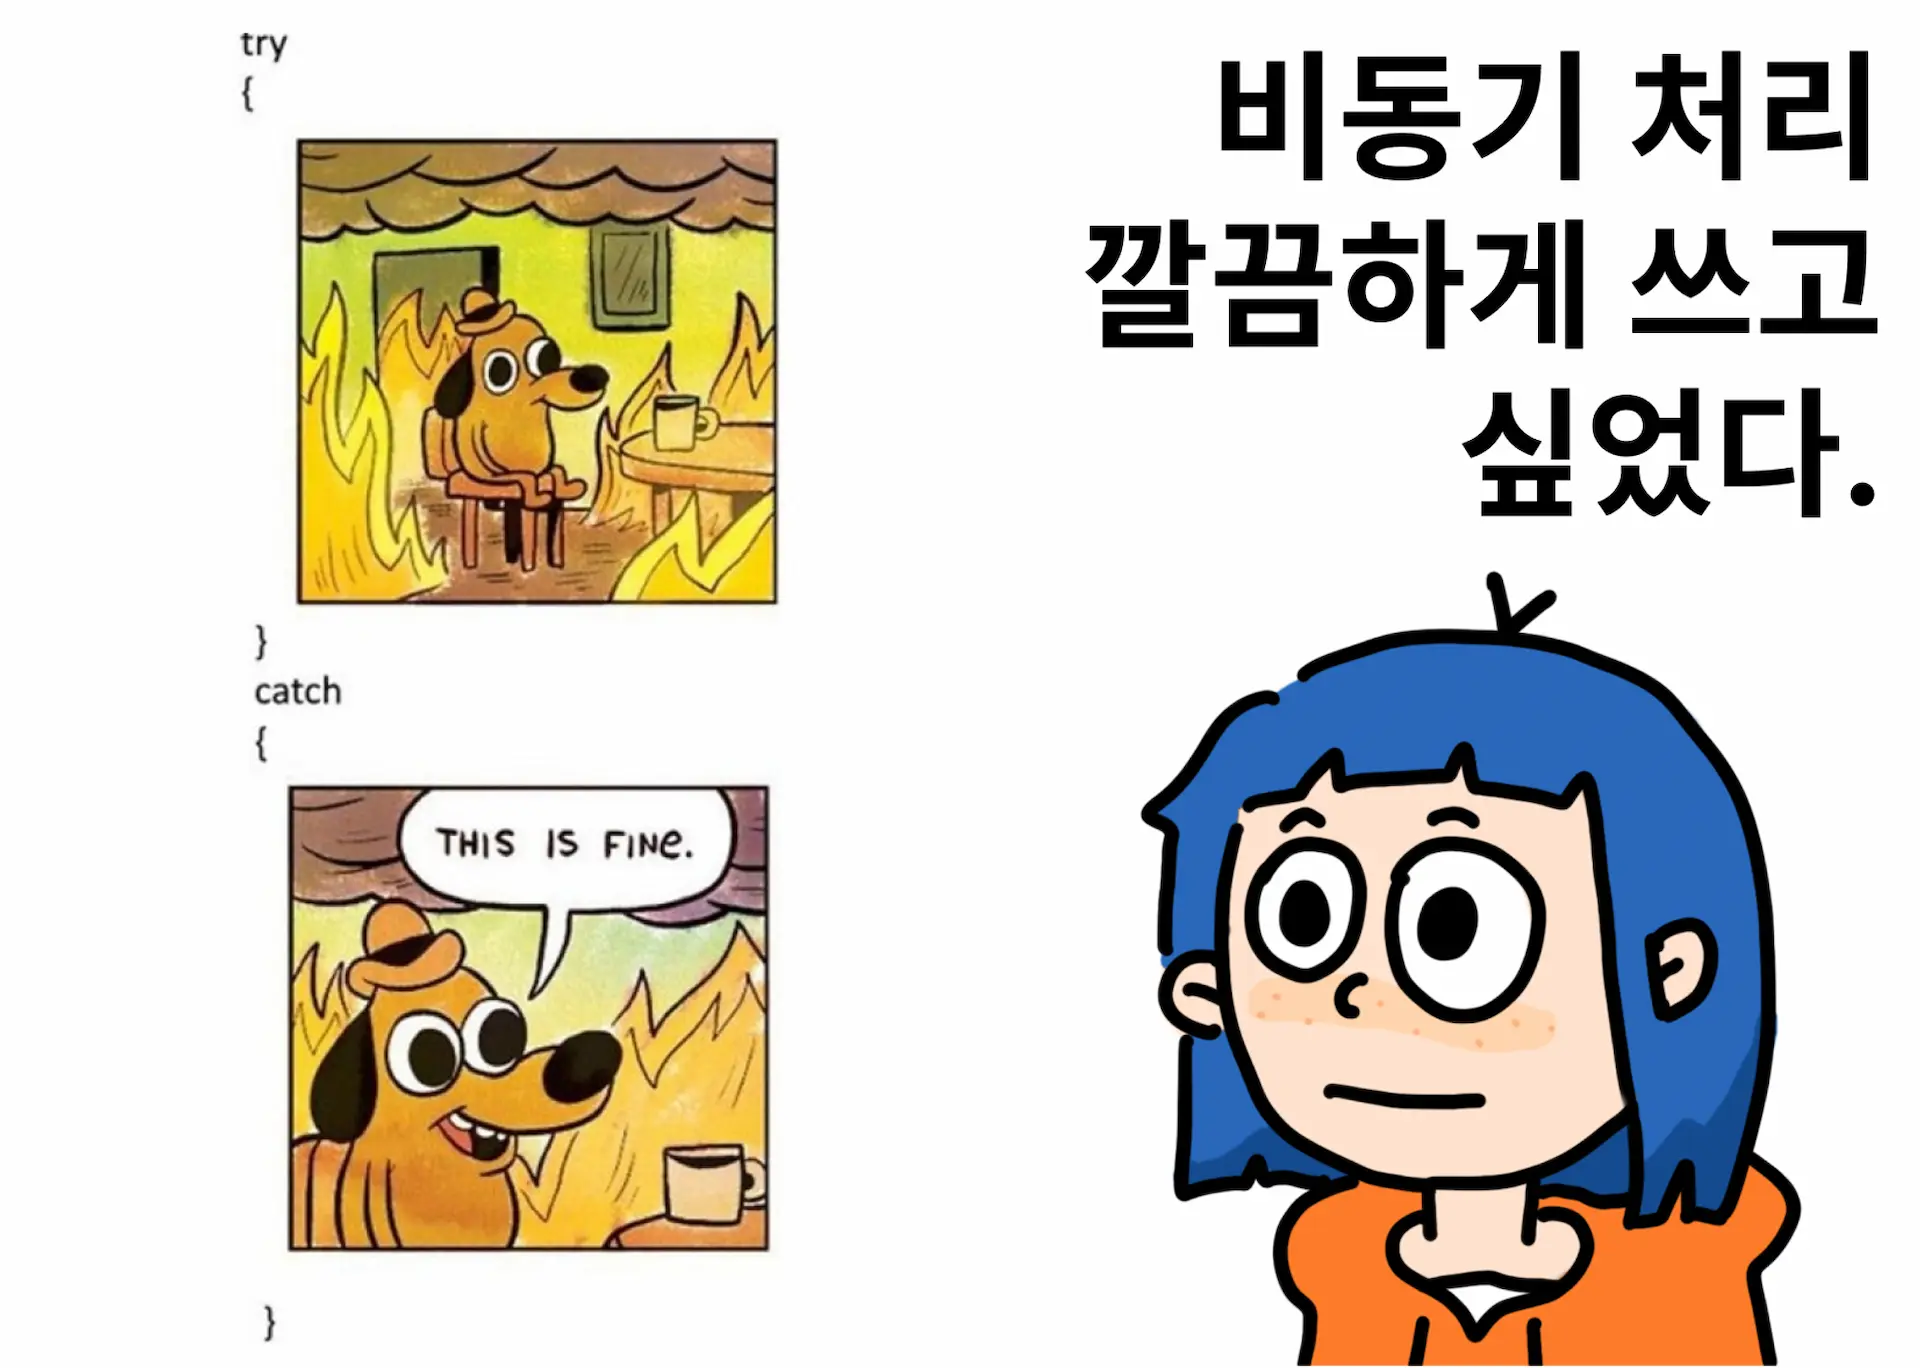 try
{
}
catch
{
THIS IS FINE.
}
비동기 처리
깔끔하게 쓰고
싶었다.